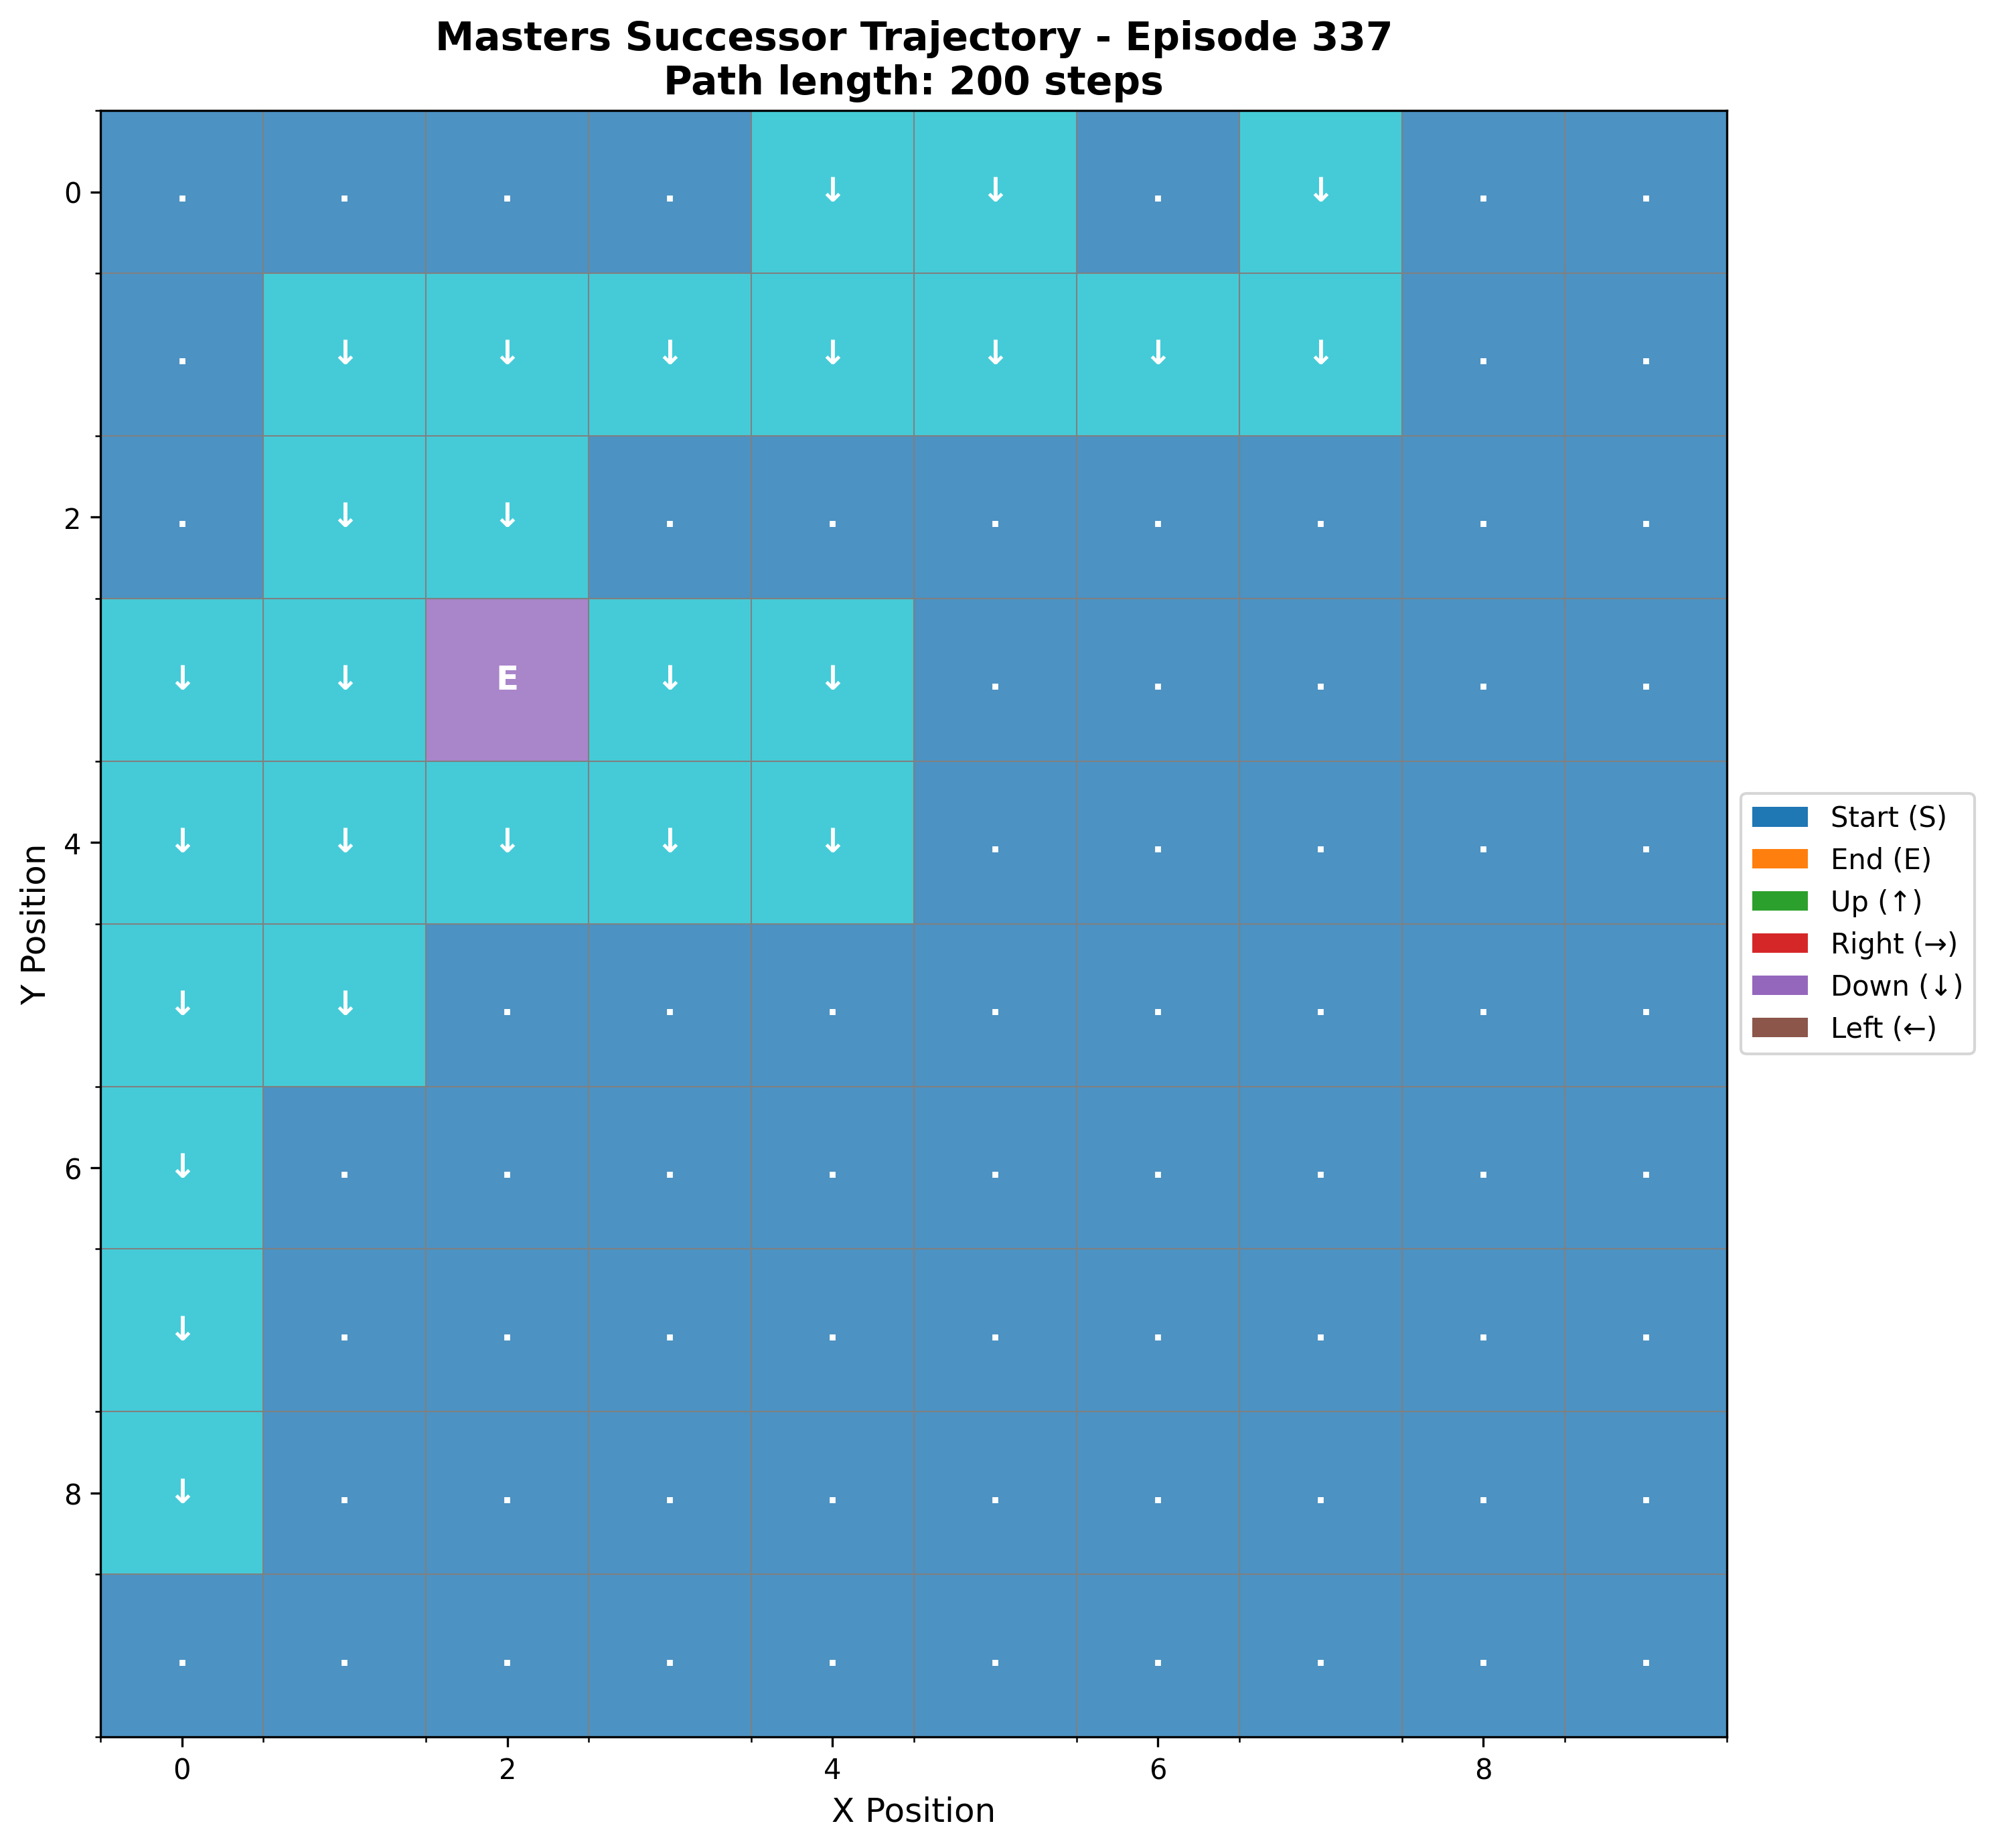 Masters Successor Trajectory - Episode 337
Path length: 200 steps
0 . . . . ↓ ↓ . ↓ . .
. ↓ ↓ ↓ ↓ ↓ ↓ ↓ . .
2 . ↓ ↓ . . . . . . .
↓ ↓ E ↓ ↓ . . . . .
4 ↓ ↓ ↓ ↓ ↓ . . . . .
↓ ↓ . . . . . . . .
6 ↓ . . . . . . . . .
↓ . . . . . . . . .
8 ↓ . . . . . . . . .
. . . . . . . . . .
0 2 4 6 8
X Position
Y Position
Start (S)
End (E)
Up (↑)
Right (→)
Down (↓)
Left (←)